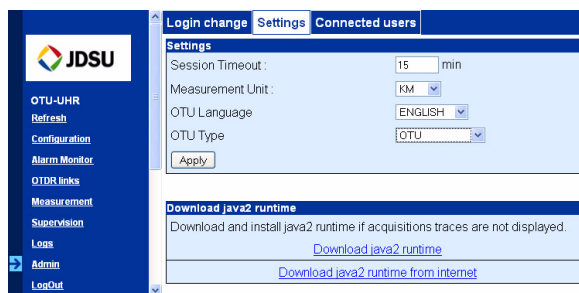 Login change Settings Connected users
JDSU
OTU-UHR
Refresh
Configuration
Alarm Monitor
OTDR links
Measurement
Supervision
Logs
Admin
LogOut
Settings
Session Timeout : 15 min
Measurement Unit : KM
OTU Language ENGLISH
OTU Type OTU
Apply
Download java2 runtime
Download and install java2 runtime if acquisitions traces are not displayed.
Download java2 runtime
Download java2 runtime from internet